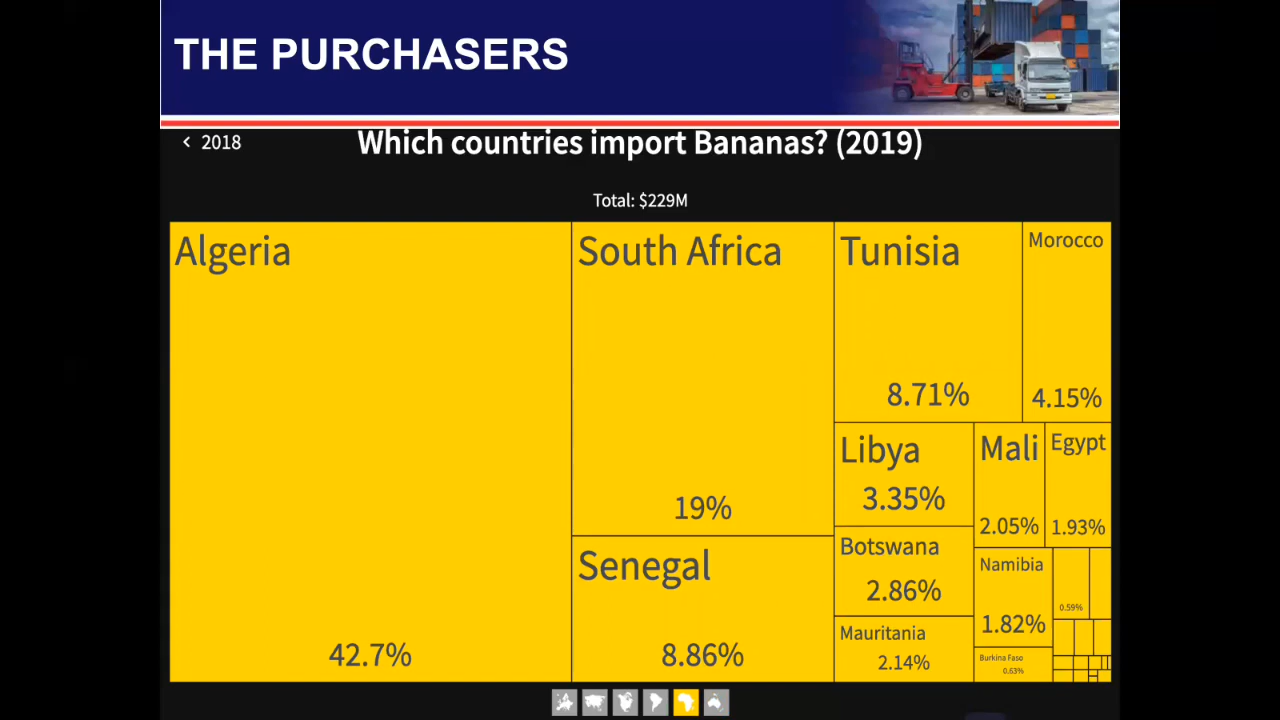 THE PURCHASERS
< 2018
Which countries import Bananas? (2019)
Total: $229M
Algeria
42.7%
South Africa
19%
Senegal
8.86%
Tunisia
8.71%
Morocco
4.15%
Libya
3.35%
Botswana
2.86%
Mauritania
2.14%
Mali
2.05%
Egypt
1.93%
Namibia
1.82%
Burkina Faso
0.63%
0.59%